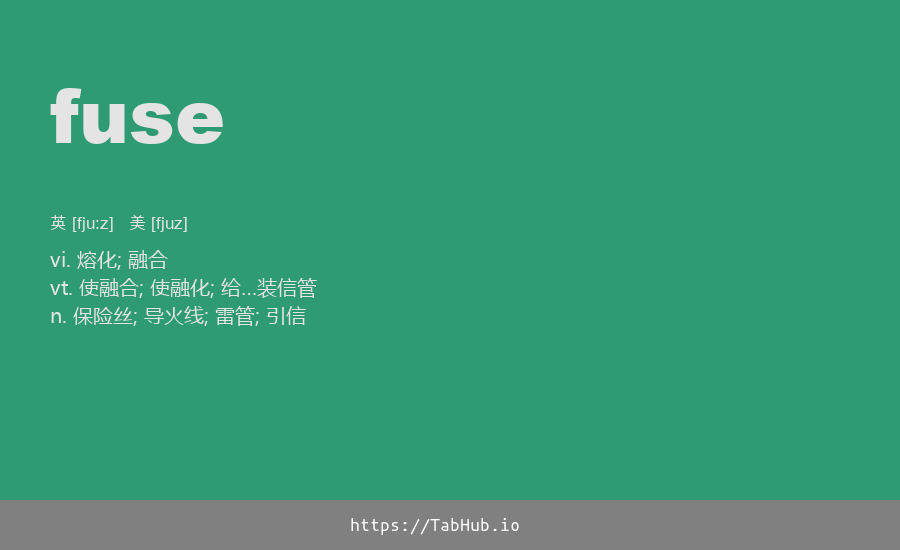 fuse
英 [fju:z] 美 [fjuz]
vi. 熔化; 融合
vt. 使融合; 使融化; 给...装信管
n. 保险丝; 导火线; 雷管; 引信
https://TabHub.io